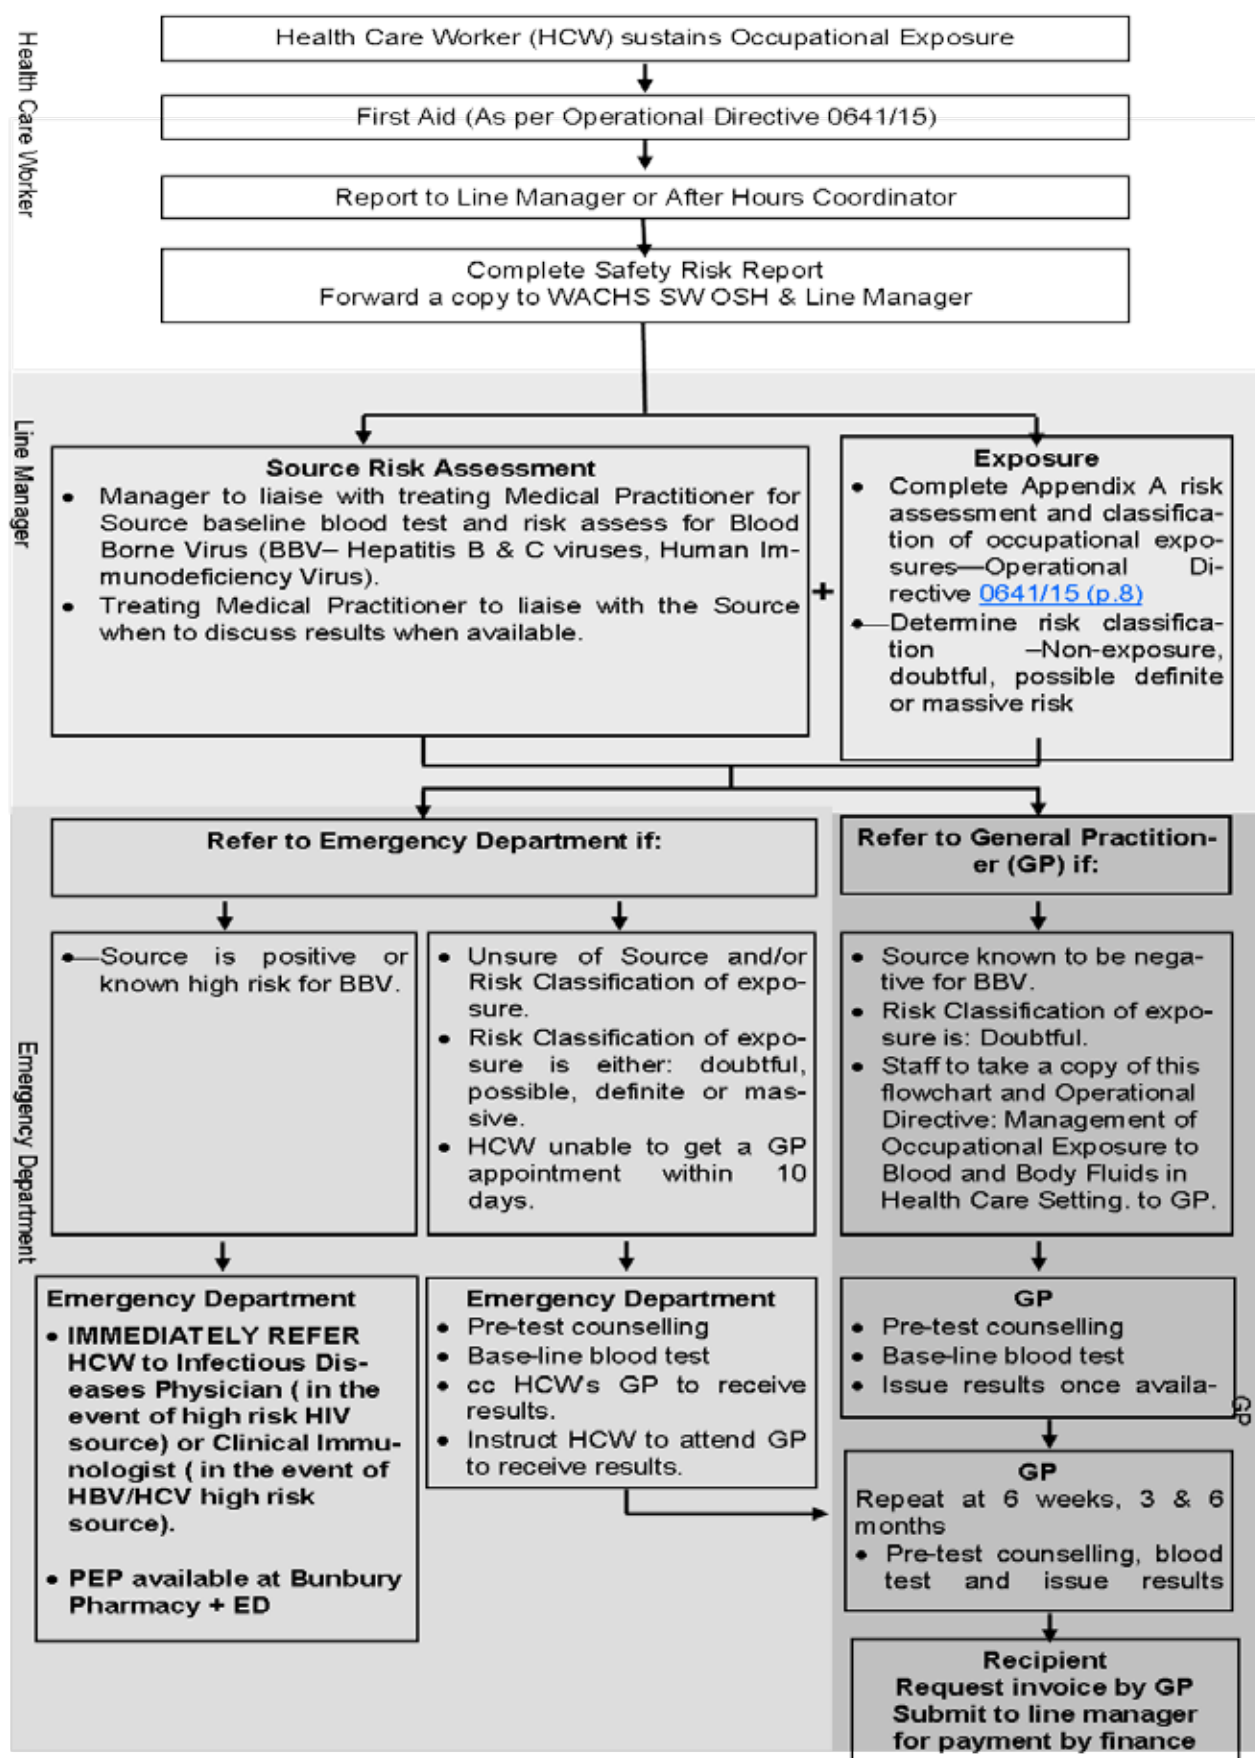 Health Care Worker
Health Care Worker (HCW) sustains Occupational Exposure
First Aid (As per Operational Directive 0641/15)
Report to Line Manager or After Hours Coordinator
Complete Safety Risk Report
Forward a copy to WACHS SW OSH & Line Manager
Line Manager
Source Risk Assessment
• Manager to liaise with treating Medical Practitioner for
Source baseline blood test and risk assess for Blood
Borne Virus (BBV– Hepatitis B & C viruses, Human Im-
munodeficiency Virus).
• Treating Medical Practitioner to liaise with the Source
when to discuss results when available.
+
Exposure
• Complete Appendix A risk
assessment and classifica-
tion of occupational expo-
sures—Operational Di-
rective 0641/15 (p.8)
• Determine risk classifica-
tion –Non-exposure,
doubtful, possible definite
or massive risk
Emergency Department
Refer to Emergency Department if:
• Source is positive or
known high risk for BBV.
• Unsure of Source and/or
Risk Classification of expo-
sure.
• Risk Classification of expo-
sure is either: doubtful,
possible, definite or mas-
sive.
• HCW unable to get a GP
appointment within 10
days.
Emergency Department
• IMMEDIATELY REFER
HCW to Infectious Dis-
eases Physician ( in the
event of high risk HIV
source) or Clinical Immu-
nologist ( in the event of
HBV/HCV high risk
source).
• PEP available at Bunbury
Pharmacy + ED
Emergency Department
• Pre-test counselling
• Base-line blood test
• cc HCW's GP to receive
results.
• Instruct HCW to attend GP
to receive results.
Refer to General Practition-
er (GP) if:
• Source known to be nega-
tive for BBV.
• Risk Classification of expo-
sure is: Doubtful.
• Staff to take a copy of this
flowchart and Operational
Directive: Management of
Occupational Exposure to
Blood and Body Fluids in
Health Care Setting. to GP.
GP
• Pre-test counselling
• Base-line blood test
• Issue results once availa-
GP
GP
Repeat at 6 weeks, 3 & 6
months
• Pre-test counselling, blood
test and issue results
Recipient
Request invoice by GP
Submit to line manager
for payment by finance